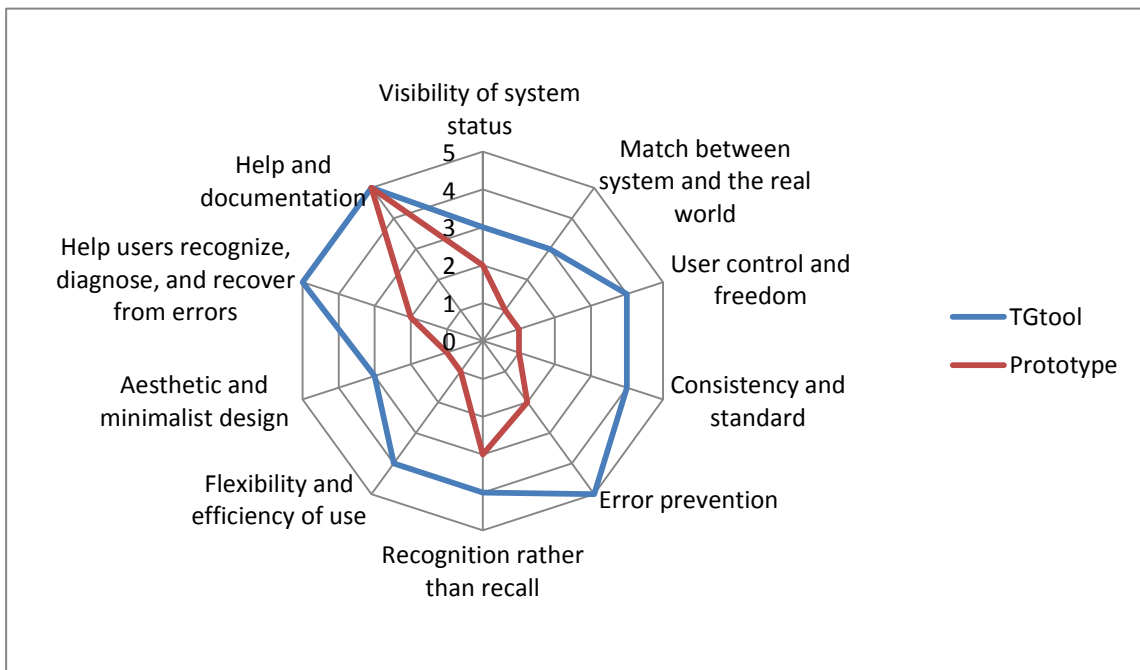 Visibility of system
status
Match between
system and the real
world
User control and
freedom
Consistency and
standard
Error prevention
Recognition rather
than recall
Flexibility and
efficiency of use
Aesthetic and
minimalist design
Help users recognize,
diagnose, and recover
from errors
Help and
documentation
5
4
3
2
1
0
TGtool
Prototype